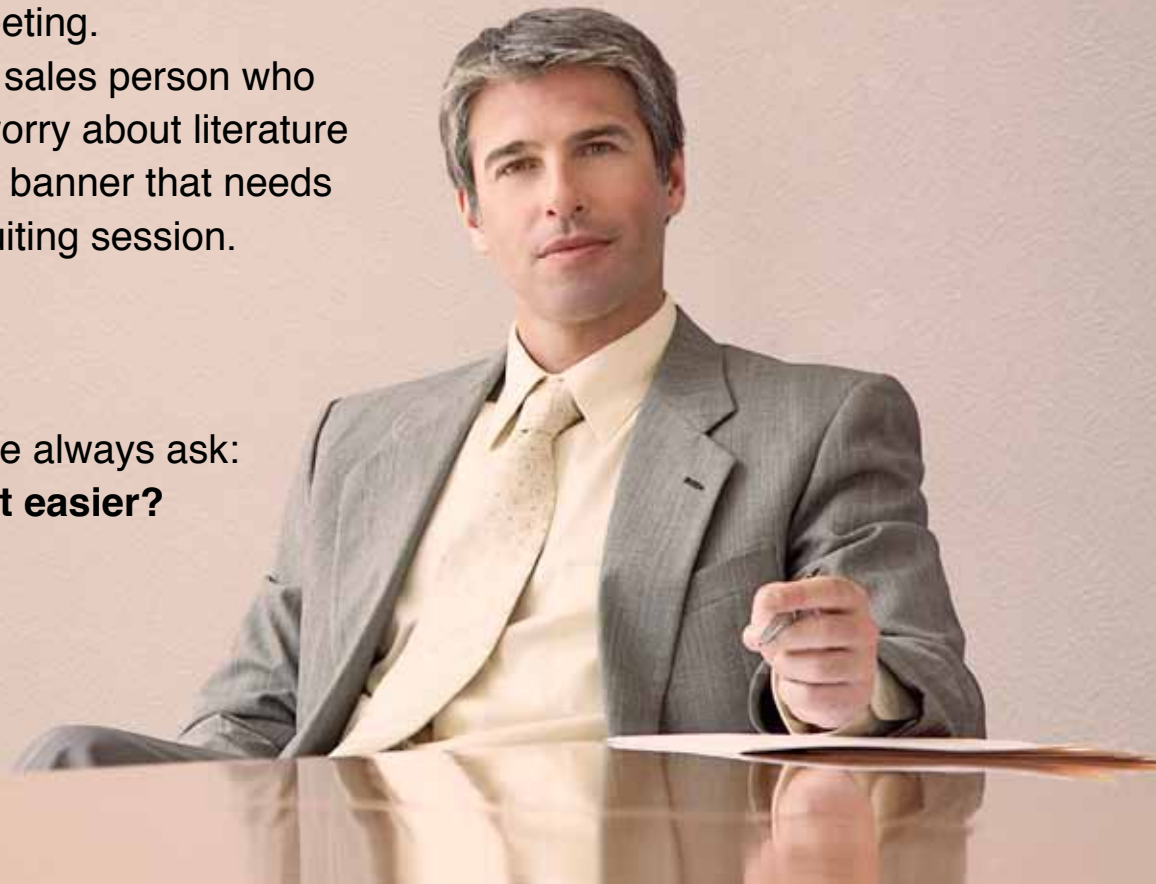 eting.
sales person who
orry about literature
banner that needs
uiting session.
e always ask:
t easier?